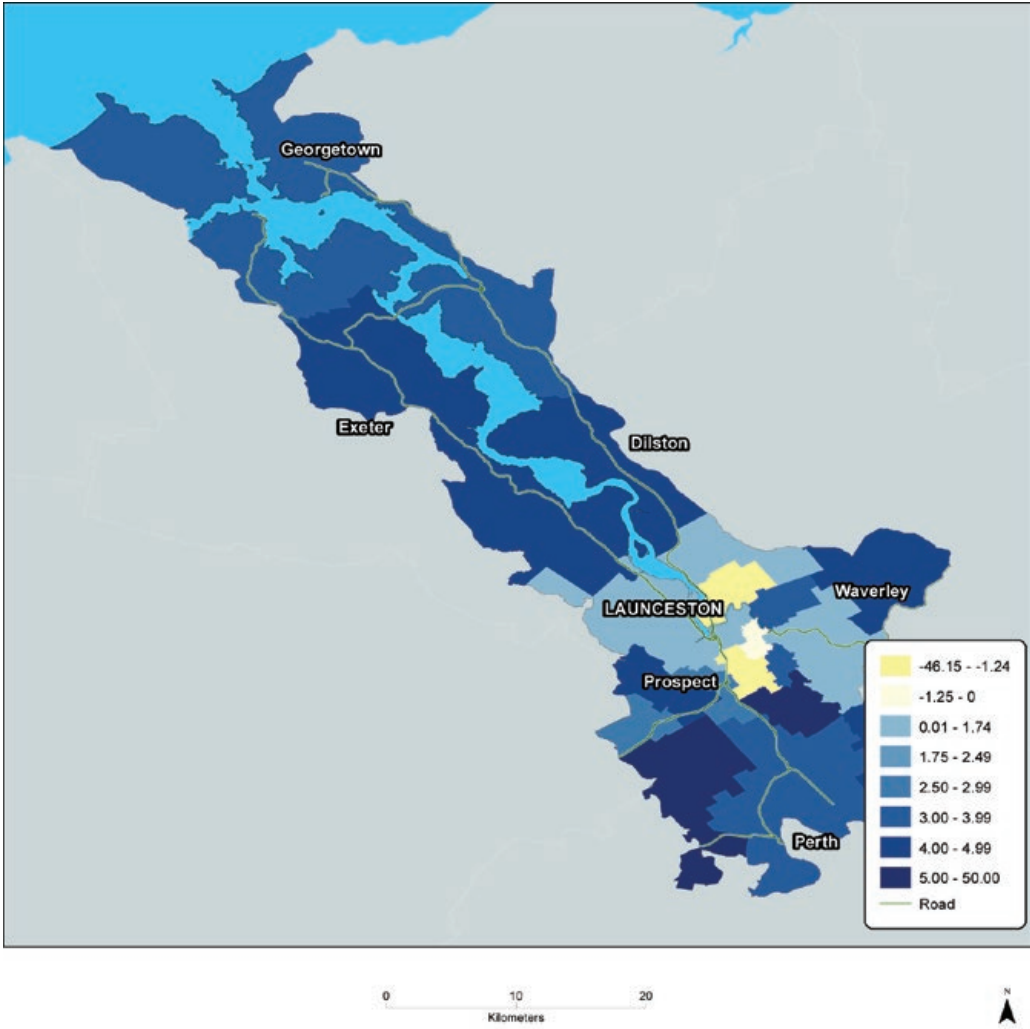 Georgetown
Exeter
Dilston
Waverley
LAUNCESTON
Prospect
Perth
-46.15 - -1.24
-1.25 - 0
0.01 - 1.74
1.75 - 2.49
2.50 - 2.99
3.00 - 3.99
4.00 - 4.99
5.00 - 50.00
Road
0 10 20
Kilometers
N